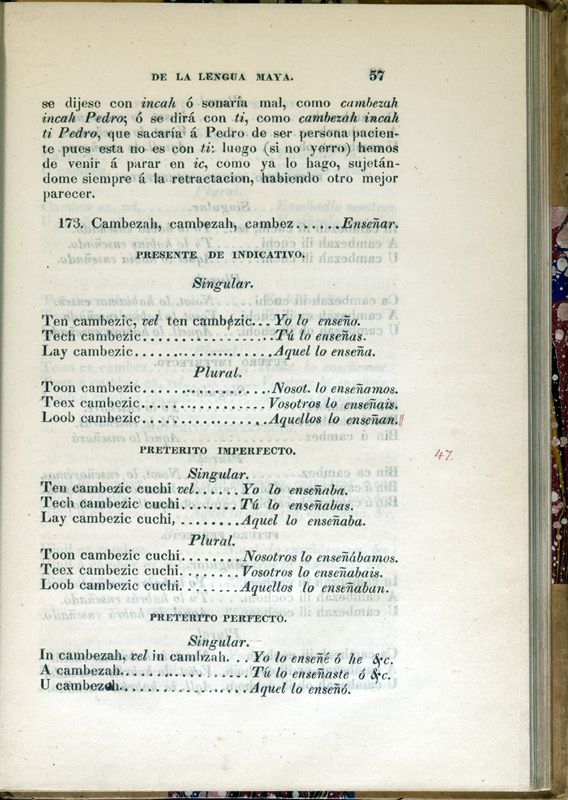 DE LA LENGUA MAYA. 57
se dijese con incah ó sonaria mal, como cambezah
incah Pedro; ó se dirá con ti, como cambezah incah
ti Pedro, que sacaría á Pedro de ser persona pacien-
te pues esta no es con ti: luego (si no yerro) hemos
de venir á parar en ic, como ya lo hago, sujetán-
dome siempre á la retractacion, habiendo otro mejor
parecer.
173. Cambezah, cambezah, cambez......Enseñar.
PRESENTE DE INDICATIVO.
Singular.
Ten cambezic, vel ten cambezic... Yo lo enseño.
Tech cambezic..................Tú lo enseñas.
Lay cambezic...................Aquel lo enseña.
Plural.
Toon cambezic..................Nosot. lo enseñamos.
Teex cambezic..................Vosotros lo enseñais.
Loob cambezic..................Aquellos lo enseñan.
47.
PRETERITO IMPERFECTO.
Singular.
Ten cambezic cuchi vel...... Yo lo enseñaba.
Tech cambezic cuchi........ Tú lo enseñabas.
Lay cambezic cuchi, ........ Aquel lo enseñaba.
Plural.
Toon cambezic cuchi.........Nosotros lo enseñábamos.
Teex cambezic cuchi.........Vosotros lo enseñabais.
Loob cambezic cuchi.........Aquellos lo enseñaban.
PRETERITO PERFECTO.
Singular.
In cambezah, vel in cambzah. .. Yo lo enseñé ó he &c.
A cambezah..................Tú lo enseñaste ó &c.
U cambezah..................Aquel lo enseñó.